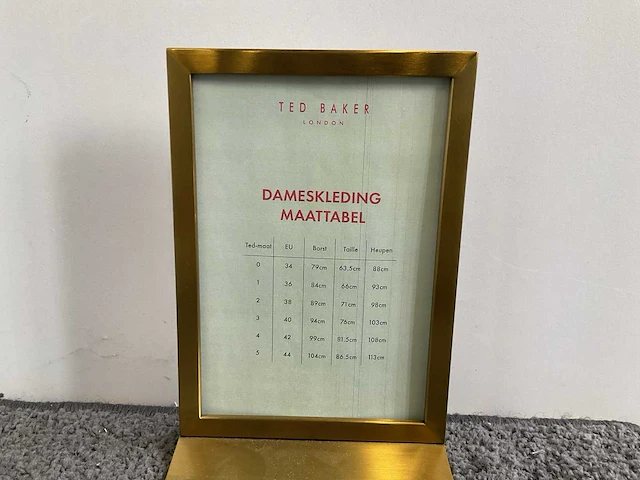 TED BAKER
LONDON
DAMESKLEDING
MAATTABEL
Ted-maat EU Borst Taille Heupen
0 34 79cm 63.5cm 88cm
1 36 84cm 66cm 93cm
2 38 89cm 71cm 98cm
3 40 94cm 76cm 103cm
4 42 99cm 81.5cm 108cm
5 44 104cm 86.5cm 113cm